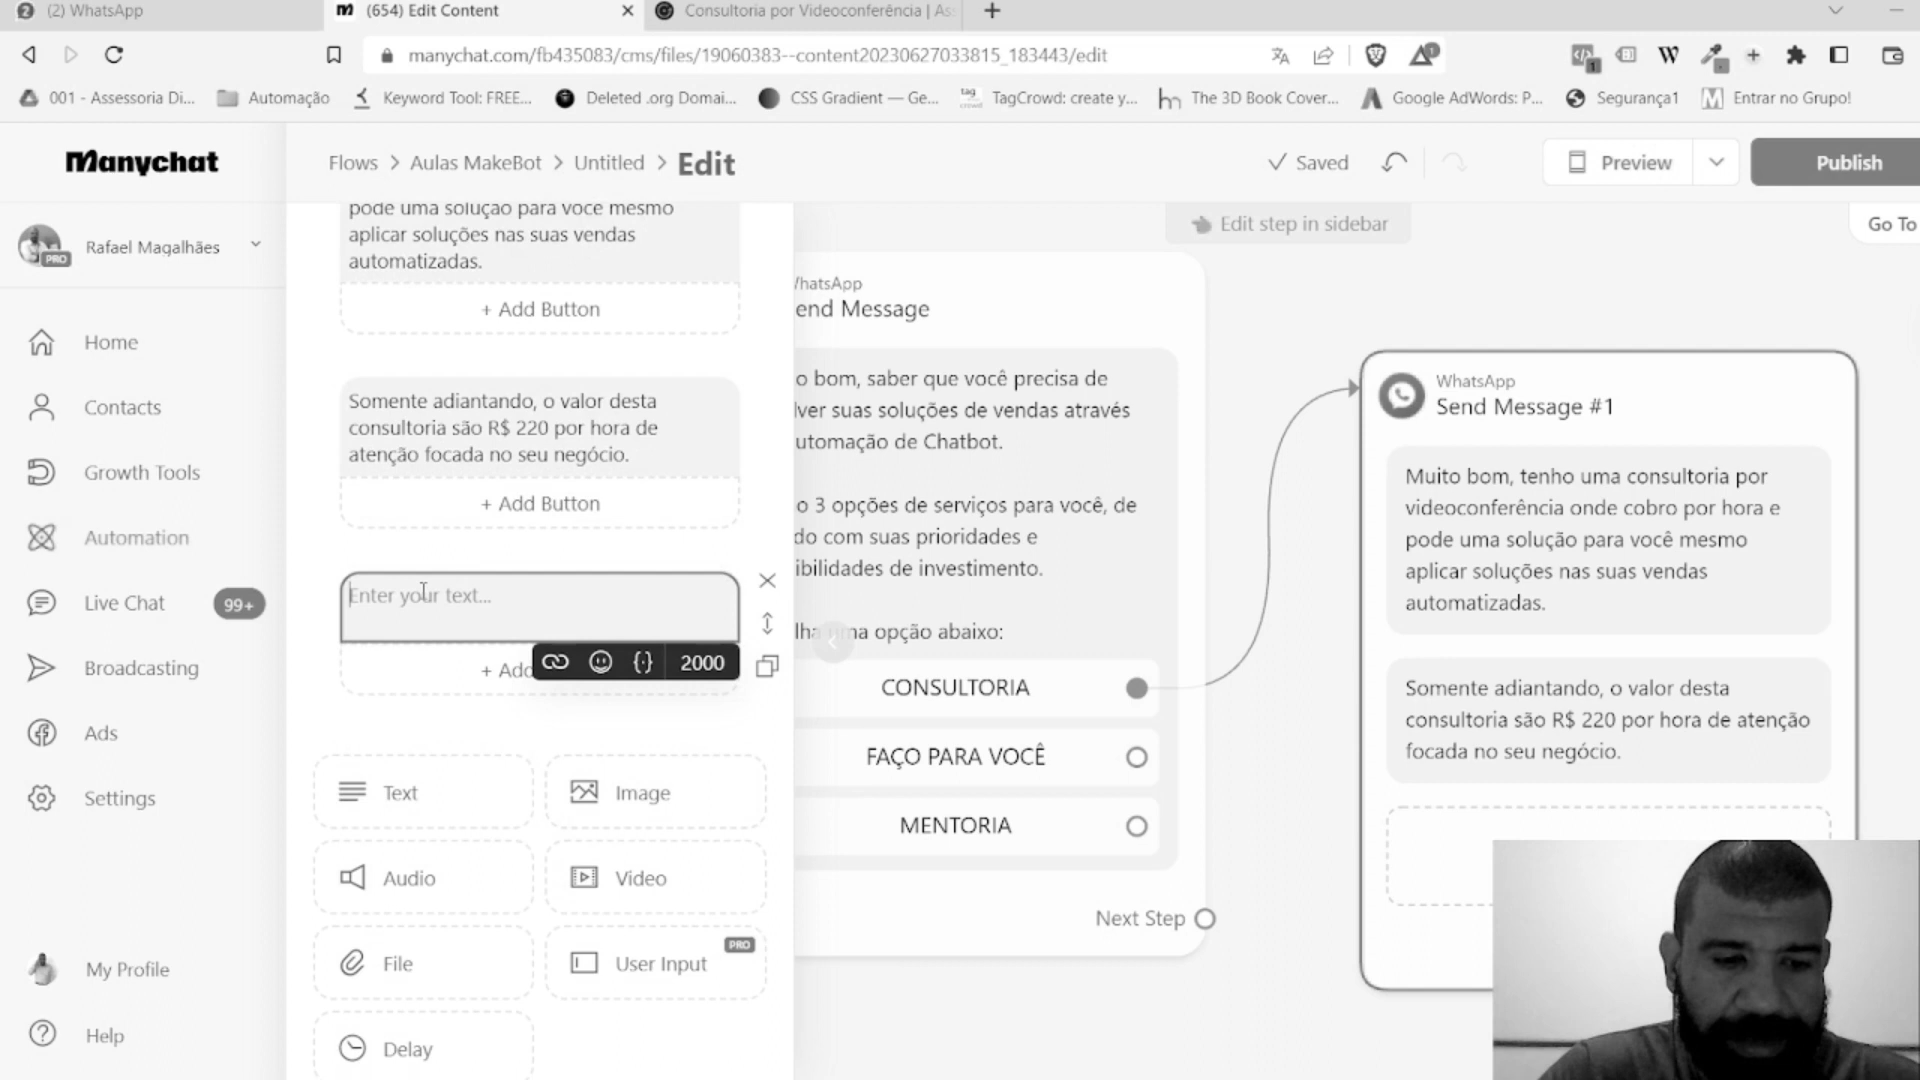 (2) WhatsApp
(654) Edit Content
Consultoria por Videoconferência | As
manychat.com/fb435083/cms/files/19060383--content20230627033815_183443/edit
001 - Assessoria Di...
Automação
Keyword Tool: FREE...
Deleted .org Domai...
CSS Gradient — Ge...
TagCrowd: create y...
The 3D Book Cover...
Google AdWords: P...
Segurança1
Entrar no Grupo!
Manychat
Flows > Aulas MakeBot > Untitled > Edit
Saved
Preview
Publish
Rafael Magalhães
PRO
Home
Contacts
Growth Tools
Automation
Live Chat
99+
Broadcasting
Ads
Settings
My Profile
Help
pode uma solução para você mesmo
aplicar soluções nas suas vendas
automatizadas.
+ Add Button
Somente adiantando, o valor desta
consultoria são R$ 220 por hora de
atenção focada no seu negócio.
+ Add Button
Enter your text...
+ Add
2000
Text
Image
Audio
Video
File
User Input
PRO
Delay
Edit step in sidebar
Go To
WhatsApp
end Message
o bom, saber que você precisa de
lver suas soluções de vendas através
utomação de Chatbot.
o 3 opções de serviços para você, de
do com suas prioridades e
ibilidades de investimento.
lha uma opção abaixo:
CONSULTORIA
FAÇO PARA VOCÊ
MENTORIA
Next Step
WhatsApp
Send Message #1
Muito bom, tenho uma consultoria por
videoconferência onde cobro por hora e
pode uma solução para você mesmo
aplicar soluções nas suas vendas
automatizadas.
Somente adiantando, o valor desta
consultoria são R$ 220 por hora de atenção
focada no seu negócio.